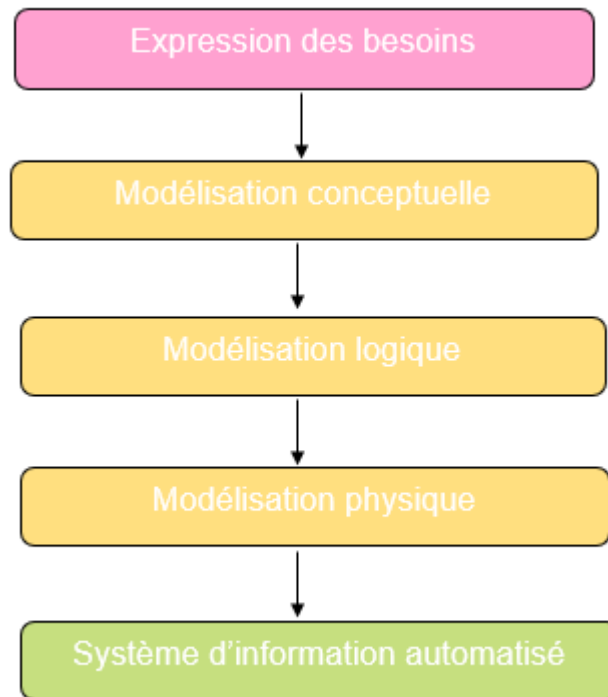 Expression des besoins
Modélisation conceptuelle
Modélisation logique
Modélisation physique
Système d’information automatisé